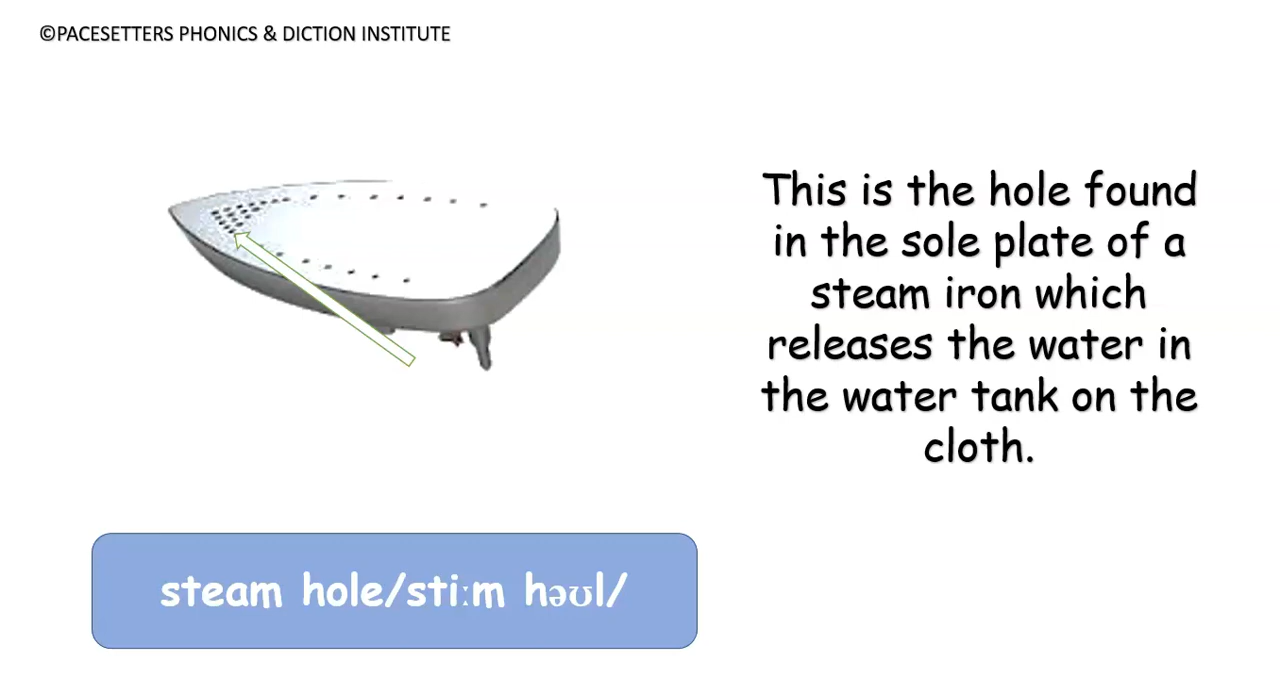 ©PACESETTERS PHONICS & DICTION INSTITUTE
This is the hole found
in the sole plate of a
steam iron which
releases the water in
the water tank on the
cloth.
steam hole/stiːm həʊl/